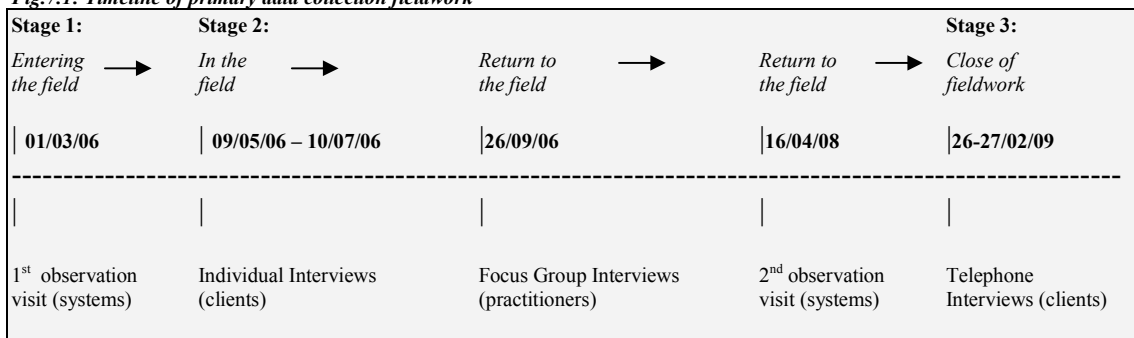 Fig.7.1: Timeline of primary data collection fieldwork
Stage 1: Stage 2: Stage 3:
Entering In the Return to Return to Close of
the field field the field the field fieldwork
01/03/06 09/05/06 – 10/07/06 26/09/06 16/04/08 26-27/02/09
1st observation Individual Interviews Focus Group Interviews 2nd observation Telephone
visit (systems) (clients) (practitioners) visit (systems) Interviews (clients)